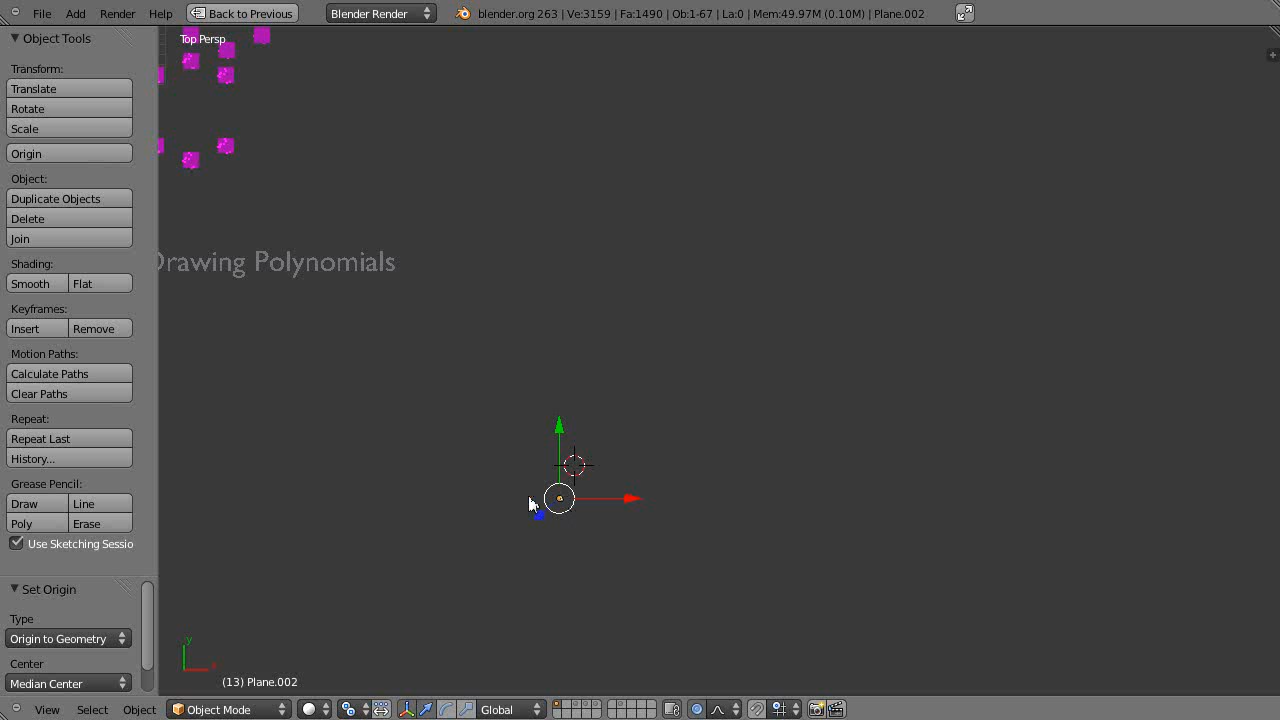 File Add Render Help Back to Previous Blender Render blender.org 263 | Ve:3159 | Fa:1490 | Ob:1-67 | La:0 | Mem:49.97M (0.10M) | Plane.002
Object Tools
Top Persp
Transform:
Translate
Rotate
Scale
Origin
Object:
Duplicate Objects
Delete
Join
Drawing Polynomials
Shading:
Smooth Flat
Keyframes:
Insert Remove
Motion Paths:
Calculate Paths
Clear Paths
Repeat:
Repeat Last
History...
Grease Pencil:
Draw Line
Poly Erase
Use Sketching Sessio
Set Origin
Type
Origin to Geometry
y
x
Center
Median Center
(13) Plane.002
View Select Object Object Mode Global